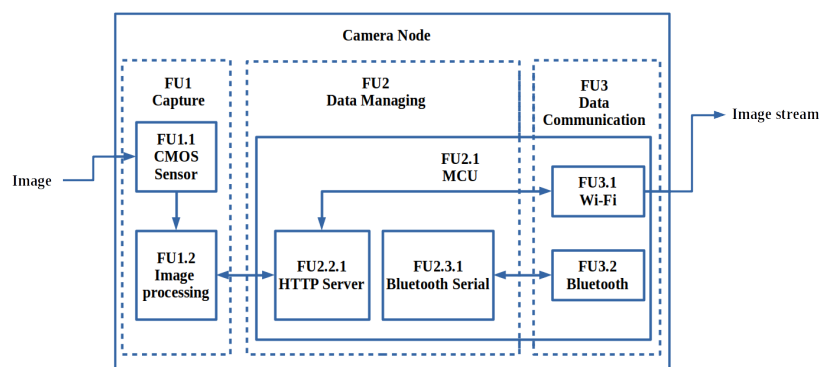 Camera Node
FU1
Capture
FU2
Data Managing
FU3
Data
Communication
Image stream
FU1.1
CMOS
Sensor
FU2.1
MCU
Image
FU3.1
Wi-Fi
FU1.2
Image
processing
FU2.2.1
HTTP Server
FU2.3.1
Bluetooth Serial
FU3.2
Bluetooth